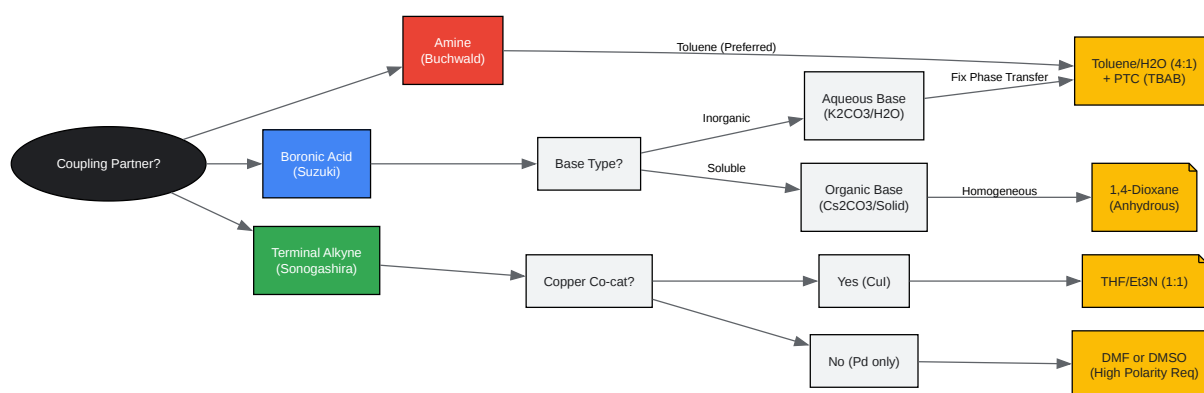 Amine
(Buchwald)
Toluene (Preferred)
Toluene/H2O (4:1)
+ PTC (TBAB)
Fix Phase Transfer
Aqueous Base
(K2CO3/H2O)
Inorganic
Coupling Partner?
Boronic Acid
(Suzuki)
Base Type?
Soluble
Organic Base
(Cs2CO3/Solid)
Homogeneous
1,4-Dioxane
(Anhydrous)
Terminal Alkyne
(Sonogashira)
Copper Co-cat?
Yes (CuI)
THF/Et3N (1:1)
No (Pd only)
DMF or DMSO
(High Polarity Req)